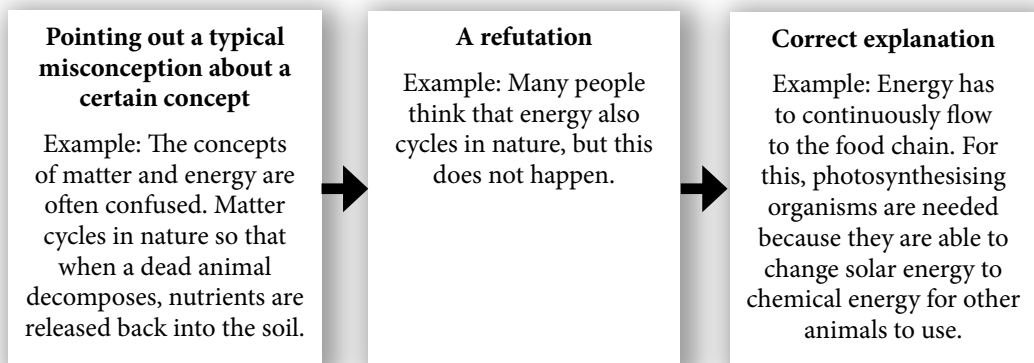 Pointing out a typical
misconception about a
certain concept
Example: The concepts
of matter and energy are
often confused. Matter
cycles in nature so that
when a dead animal
decomposes, nutrients are
released back into the soil.
A refutation
Example: Many people
think that energy also
cycles in nature, but this
does not happen.
Correct explanation
Example: Energy has
to continuously flow
to the food chain. For
this, photosynthesising
organisms are needed
because they are able to
change solar energy to
chemical energy for other
animals to use.